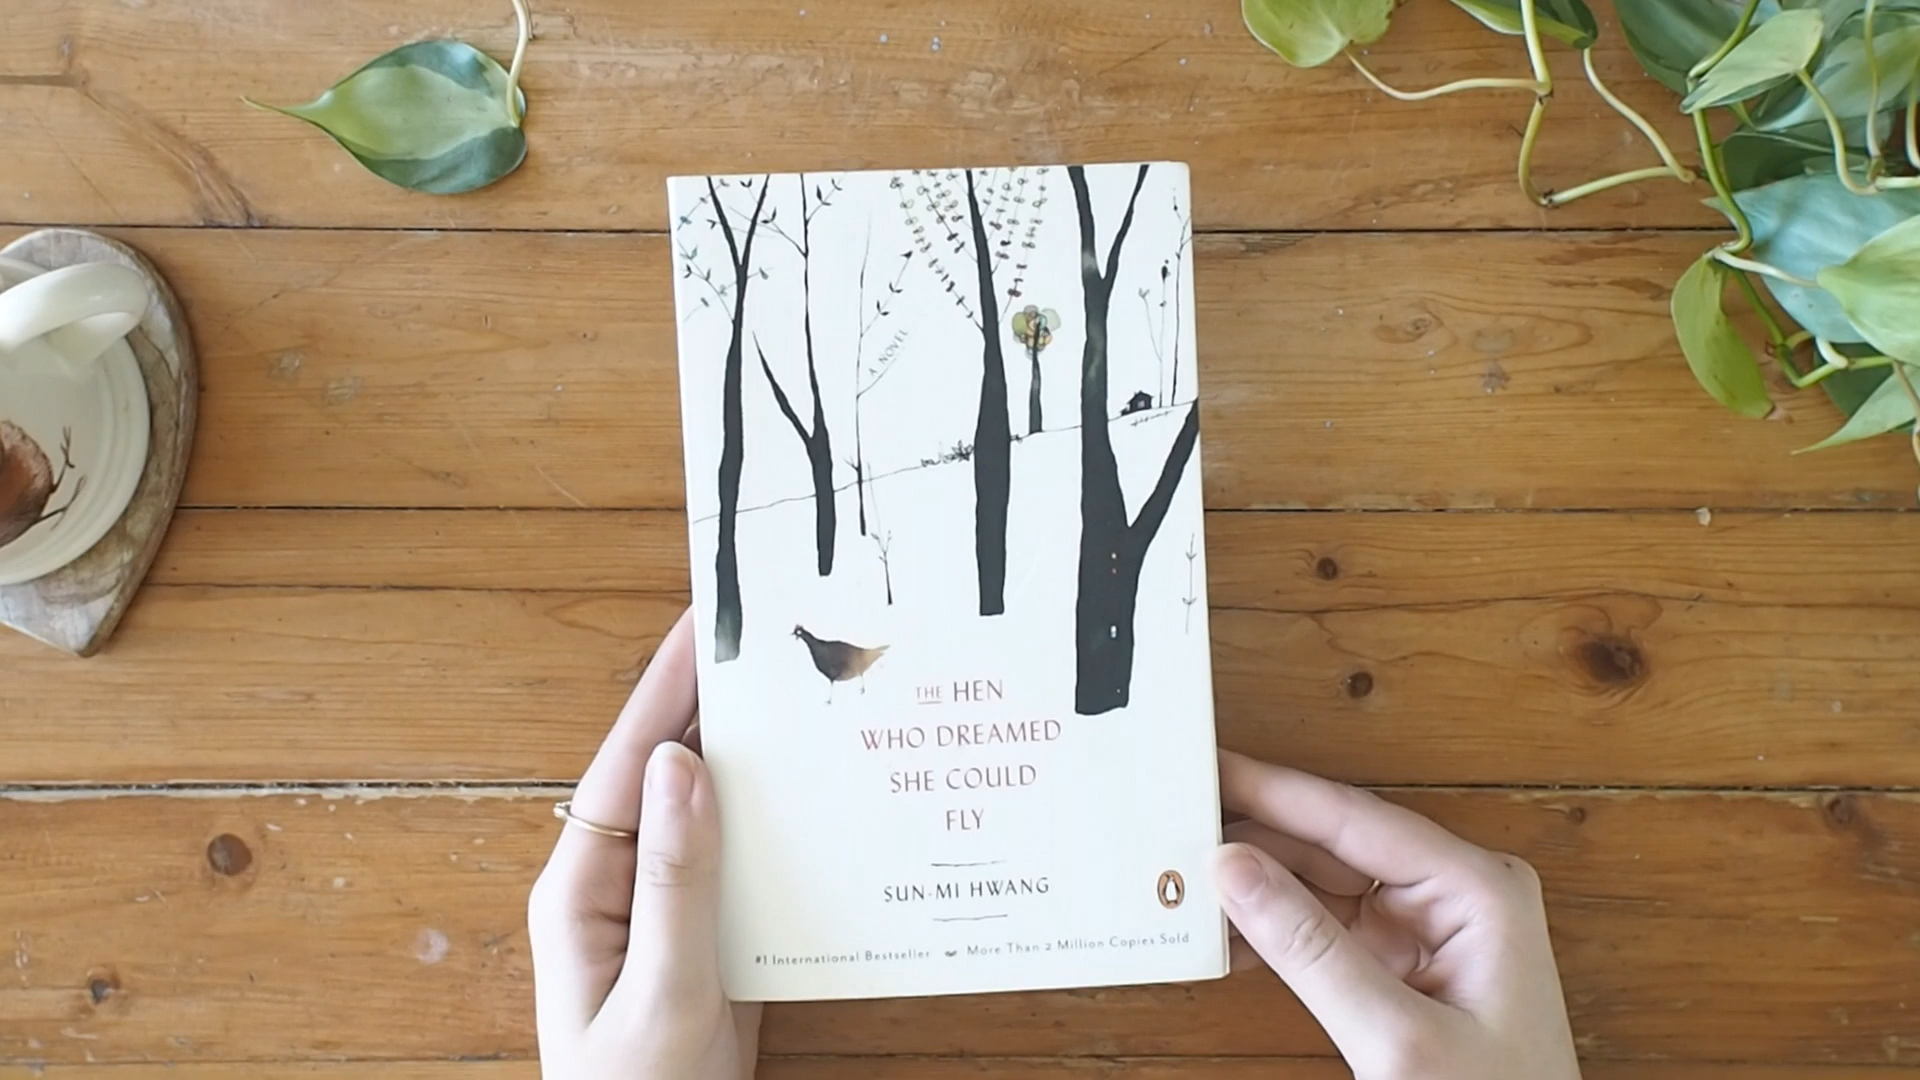 A NOVEL
THE HEN
WHO DREAMED
SHE COULD
FLY
SUN-MI HWANG
#1 International Bestseller More Than 2 Million Copies Sold